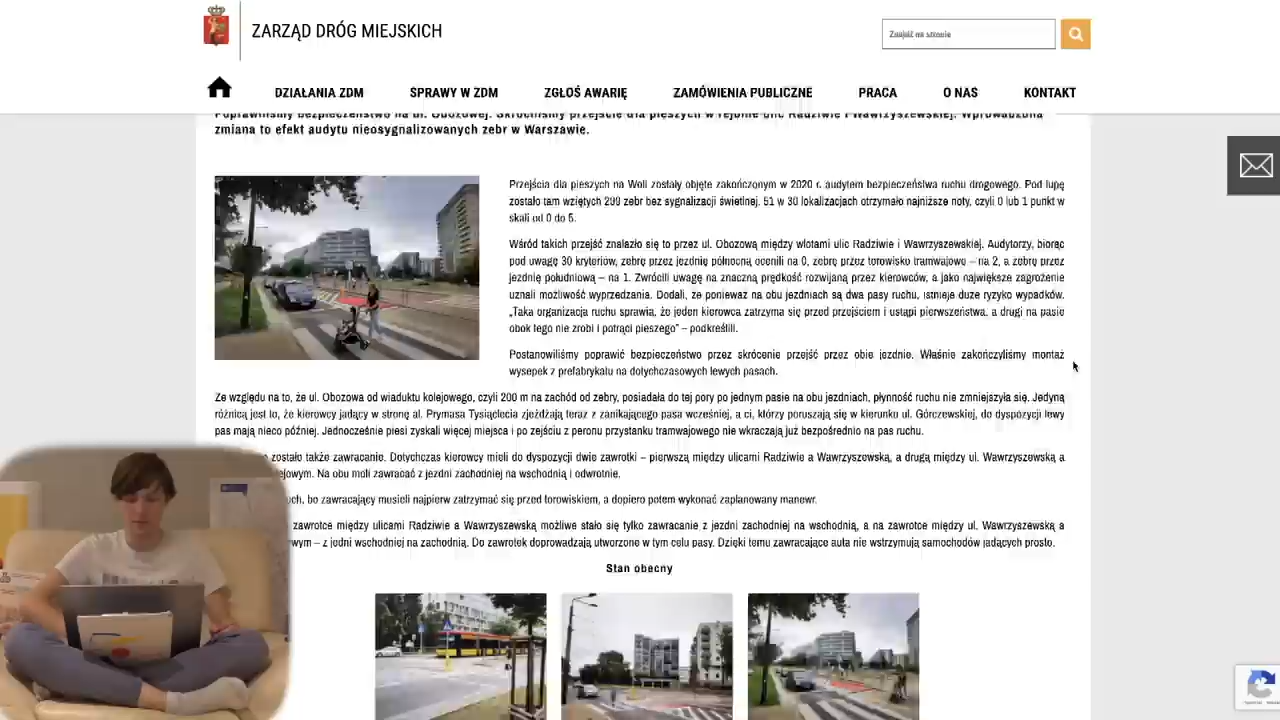 ZARZĄD DRÓG MIEJSKICH
Znajdź na stronie
DZIAŁANIA ZDM SPRAWY W ZDM ZGŁOŚ AWARIĘ ZAMÓWIENIA PUBLICZNE PRACA O NAS KONTAKT
Poprawiliśmy bezpieczeństwo na ul. Obozowej. Skróciliśmy przejście dla pieszych w rejonie ulic Radziwie i Wawrzyszewskiej. Wprowadzona
zmiana to efekt audytu nieosygnalizowanych zebr w Warszawie.
Przejścia dla pieszych na Woli zostały objęte zakończonym w 2020 r. audytem bezpieczeństwa ruchu drogowego. Pod lupę
zostało tam wziętych 200 zebr bez sygnalizacji świetlnej. 51 w 30 lokalizacjach otrzymało najniższe noty, czyli 0 lub 1 punkt w
skali od 0 do 5.
Wśród takich przejść znalazło się to przez ul. Obozową między wlotami ulic Radziwie i Wawrzyszewskiej. Audytorzy, biorąc
pod uwagę 30 kryteriów, zebrę przez jezdnię północną ocenili na 0, zebrę przez torowisko tramwajowe – na 2, a zebrę przez
jezdnię południową – na 1. Zwrócili uwagę na znaczną prędkość rozwijaną przez kierowców, a jako największe zagrożenie
uznali możliwość wyprzedzania. Dodali, że ponieważ na obu jezdniach są dwa pasy ruchu, istnieje duże ryzyko wypadków.
„Taka organizacja ruchu sprawia, że jeden kierowca zatrzyma się przed przejściem i ustąpi pierwszeństwa, a drugi na pasie
obok tego nie zrobi i potrąci pieszego” – podkreślili.
Postanowiliśmy poprawić bezpieczeństwo przez skrócenie przejść przez obie jezdnie. Właśnie zakończyliśmy montaż
wysepek z prefabrykatu na dotychczasowych lewych pasach.
Ze względu na to, że ul. Obozowa od wiaduktu kolejowego, czyli 200 m na zachód od zebry, posiadała do tej pory po jednym pasie na obu jezdniach, płynność ruchu nie zmniejszyła się. Jedyną
różnicą jest to, że kierowcy jadący w stronę al. Prymasa Tysiąclecia zjeżdżają teraz z zanikającego pasa wcześniej, a ci, którzy poruszają się w kierunku ul. Górczewskiej, do dyspozycji lewy
pas mają nieco później. Jednocześnie piesi zyskali więcej miejsca i po zejściu z peronu przystanku tramwajowego nie wkraczają już bezpośrednio na pas ruchu.
zostało także zawracanie. Dotychczas kierowcy mieli do dyspozycji dwie zawrotki – pierwszą między ulicami Radziwie a Wawrzyszewską, a drugą między ul. Wawrzyszewską a
Na obu mogli zawracać z jezdni zachodniej na wschodnią i odwrotnie.
bo zawracający musieli najpierw zatrzymać się przed torowiskiem, a dopiero potem wykonać zaplanowany manewr.
zawrotce między ulicami Radziwie a Wawrzyszewską możliwe stało się tylko zawracanie z jezdni zachodniej na wschodnią, a na zawrotce między ul. Wawrzyszewską a
– z jedni wschodniej na zachodnią. Do zawrotek doprowadzają utworzone w tym celu pasy. Dzięki temu zawracające auta nie wstrzymują samochodów jadących prosto.
Stan obecny